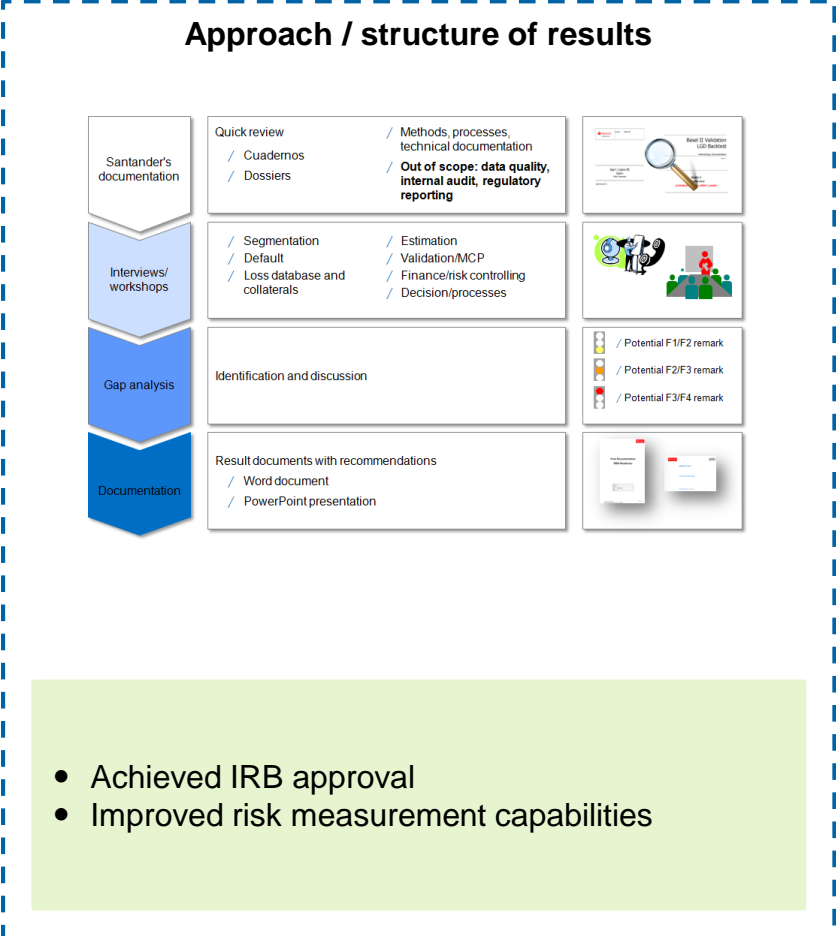 Approach / structure of results
Santander's
documentation
Quick review
/ Cuadernos
/ Dossiers
/ Methods, processes,
technical documentation
/ Out of scope: data quality,
internal audit, regulatory
reporting
Basel II Validation
LGD Backtest
Interviews/
workshops
/ Segmentation
/ Default
/ Loss database and
collaterals
/ Estimation
/ Validation/MCP
/ Finance/risk controlling
/ Decision/processes
Gap analysis
Identification and discussion
/ Potential F1/F2 remark
/ Potential F2/F3 remark
/ Potential F3/F4 remark
Documentation
Result documents with recommendations
/ Word document
/ PowerPoint presentation
• Achieved IRB approval
• Improved risk measurement capabilities